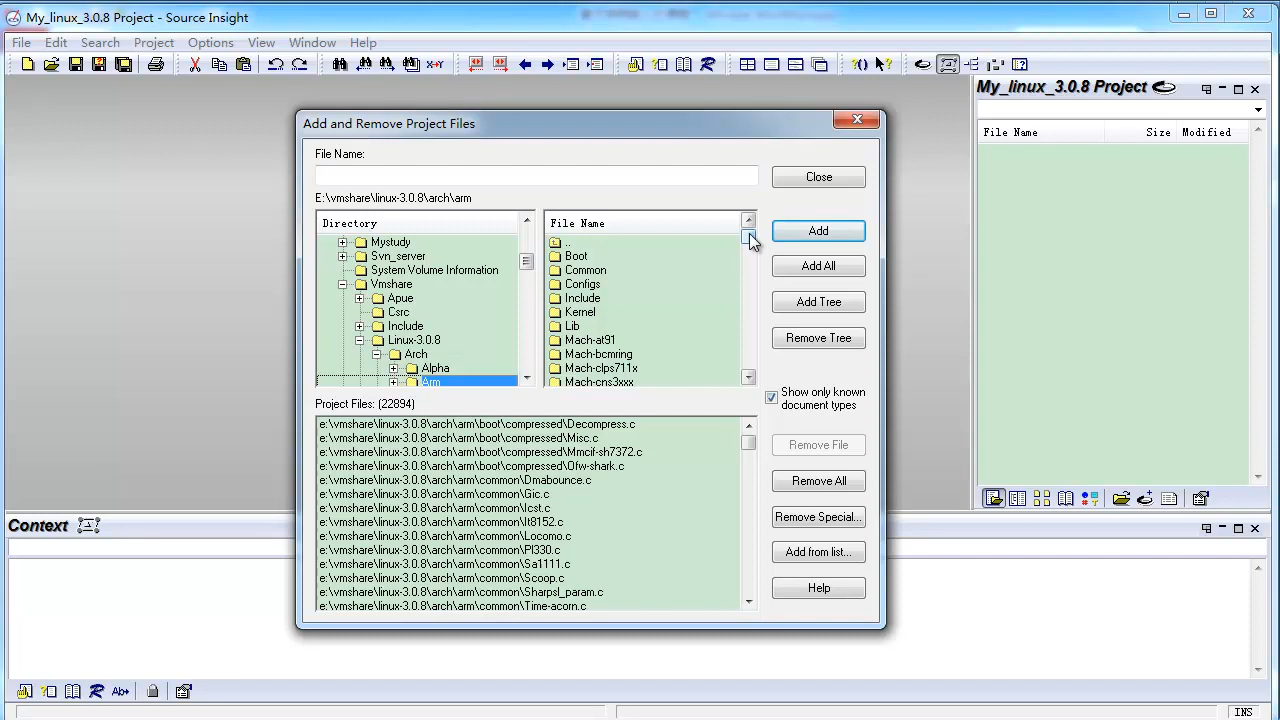 My_linux_3.0.8 Project - Source Insight
File Edit Search Project Options View Window Help
My_linux_3.0.8 Project
File Name Size Modified
Add and Remove Project Files
File Name:
Close
E:\vmshare\linux-3.0.8\arch\arm
Directory
Mystudy
Svn_server
System Volume Information
Vmshare
Apue
Csrc
Include
Linux-3.0.8
Arch
Alpha
Arm
File Name
..
Boot
Common
Configs
Include
Kernel
Lib
Mach-at91
Mach-bcmring
Mach-clps711x
Mach-cns3xxx
Add
Add All
Add Tree
Remove Tree
Show only known
document types
Project Files: (22894)
e:\vmshare\linux-3.0.8\arch\arm\boot\compressed\Decompress.c
e:\vmshare\linux-3.0.8\arch\arm\boot\compressed\Misc.c
e:\vmshare\linux-3.0.8\arch\arm\boot\compressed\Mmcif-sh7372.c
e:\vmshare\linux-3.0.8\arch\arm\boot\compressed\Ofw-shark.c
e:\vmshare\linux-3.0.8\arch\arm\common\Dmabounce.c
e:\vmshare\linux-3.0.8\arch\arm\common\Gic.c
e:\vmshare\linux-3.0.8\arch\arm\common\Icst.c
e:\vmshare\linux-3.0.8\arch\arm\common\It8152.c
e:\vmshare\linux-3.0.8\arch\arm\common\Locomo.c
e:\vmshare\linux-3.0.8\arch\arm\common\Pl330.c
e:\vmshare\linux-3.0.8\arch\arm\common\Sa1111.c
e:\vmshare\linux-3.0.8\arch\arm\common\Scoop.c
e:\vmshare\linux-3.0.8\arch\arm\common\Sharpsl_param.c
e:\vmshare\linux-3.0.8\arch\arm\common\Time-acorn.c
Remove File
Remove All
Remove Special...
Add from list...
Help
Context
INS